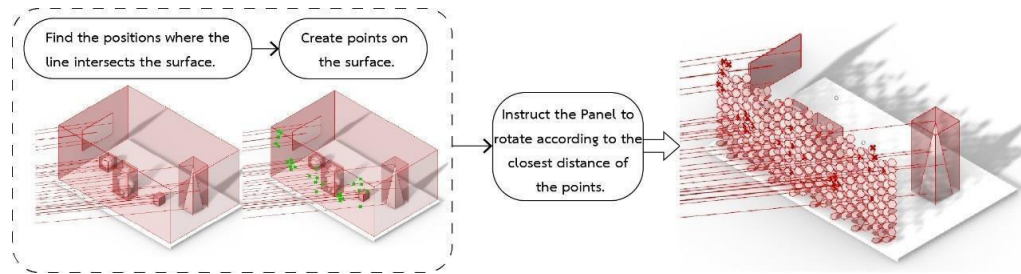 Find the positions where the
line intersects the surface.
Create points on
the surface.
Instruct the Panel to
rotate according to the
closest distance of
the points.